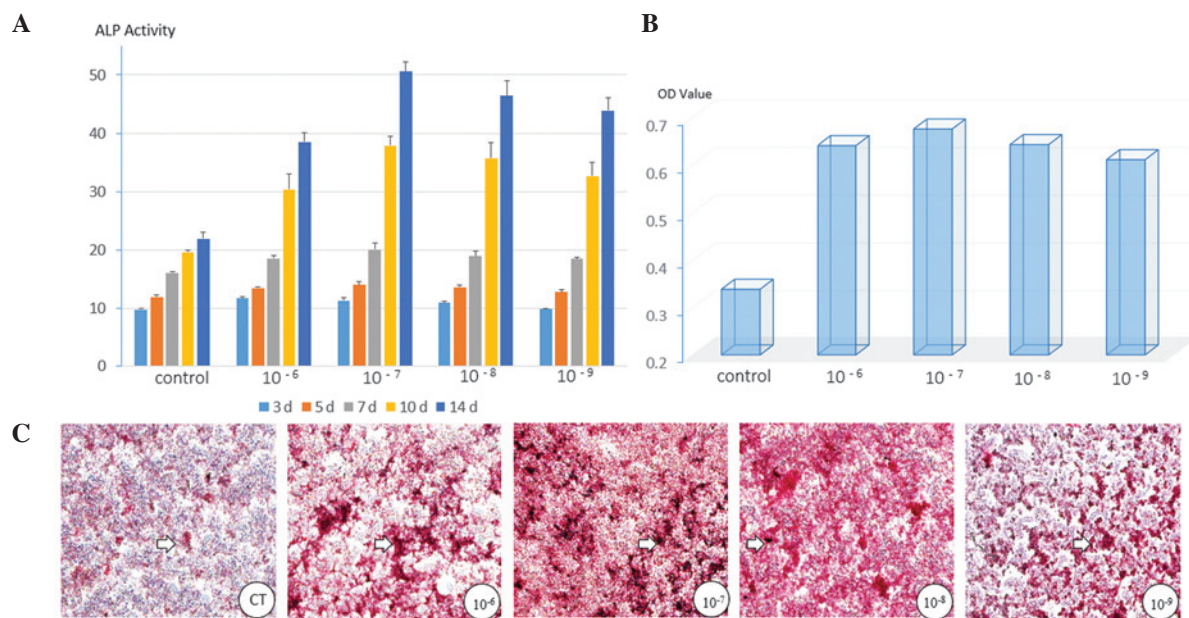 A
ALP Activity
50
40
30
20
10
0
control 10⁻⁶ 10⁻⁷ 10⁻⁸ 10⁻⁹
3 d 5 d 7 d 10 d 14 d
B
OD Value
0.7
0.6
0.5
0.4
0.3
0.2
control 10⁻⁶ 10⁻⁷ 10⁻⁸ 10⁻⁹
C
CT 10⁻⁶ 10⁻⁷ 10⁻⁸ 10⁻⁹